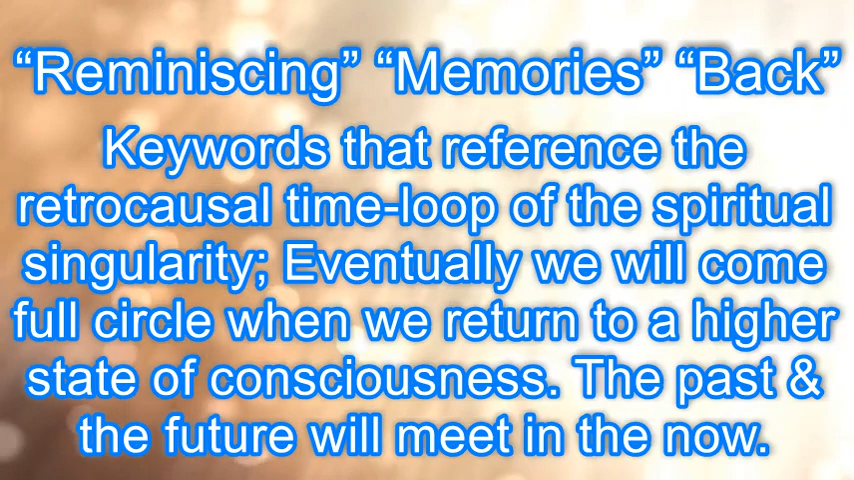 “Reminiscing” “Memories” “Back”
Keywords that reference the
retrocausal time-loop of the spiritual
singularity; Eventually we will come
full circle when we return to a higher
state of consciousness. The past &
the future will meet in the now.